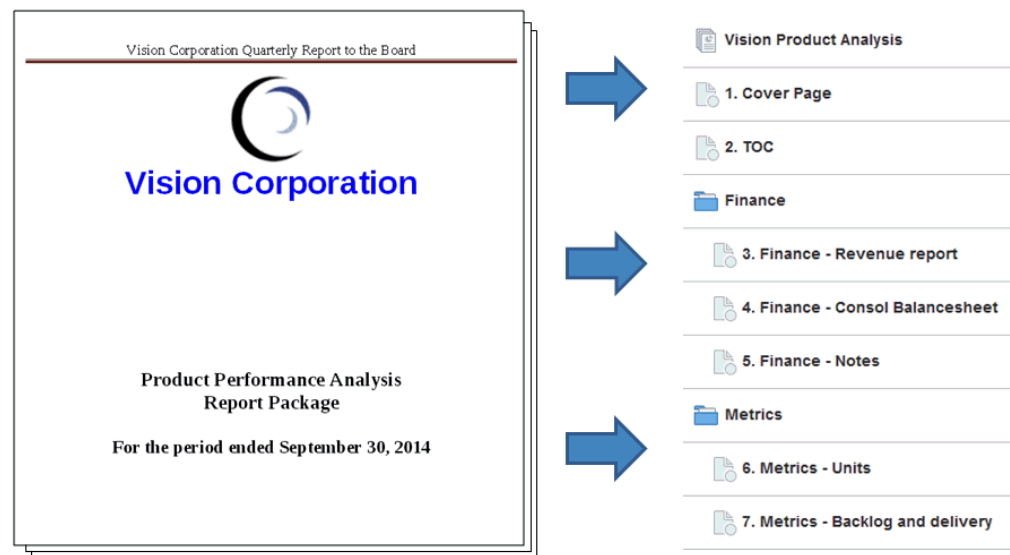 Vision Corporation Quarterly Report to the Board
Vision Corporation
Product Performance Analysis
Report Package
For the period ended September 30, 2014
Vision Product Analysis
1. Cover Page
2. TOC
Finance
3. Finance - Revenue report
4. Finance - Consol Balancesheet
5. Finance - Notes
Metrics
6. Metrics - Units
7. Metrics - Backlog and delivery